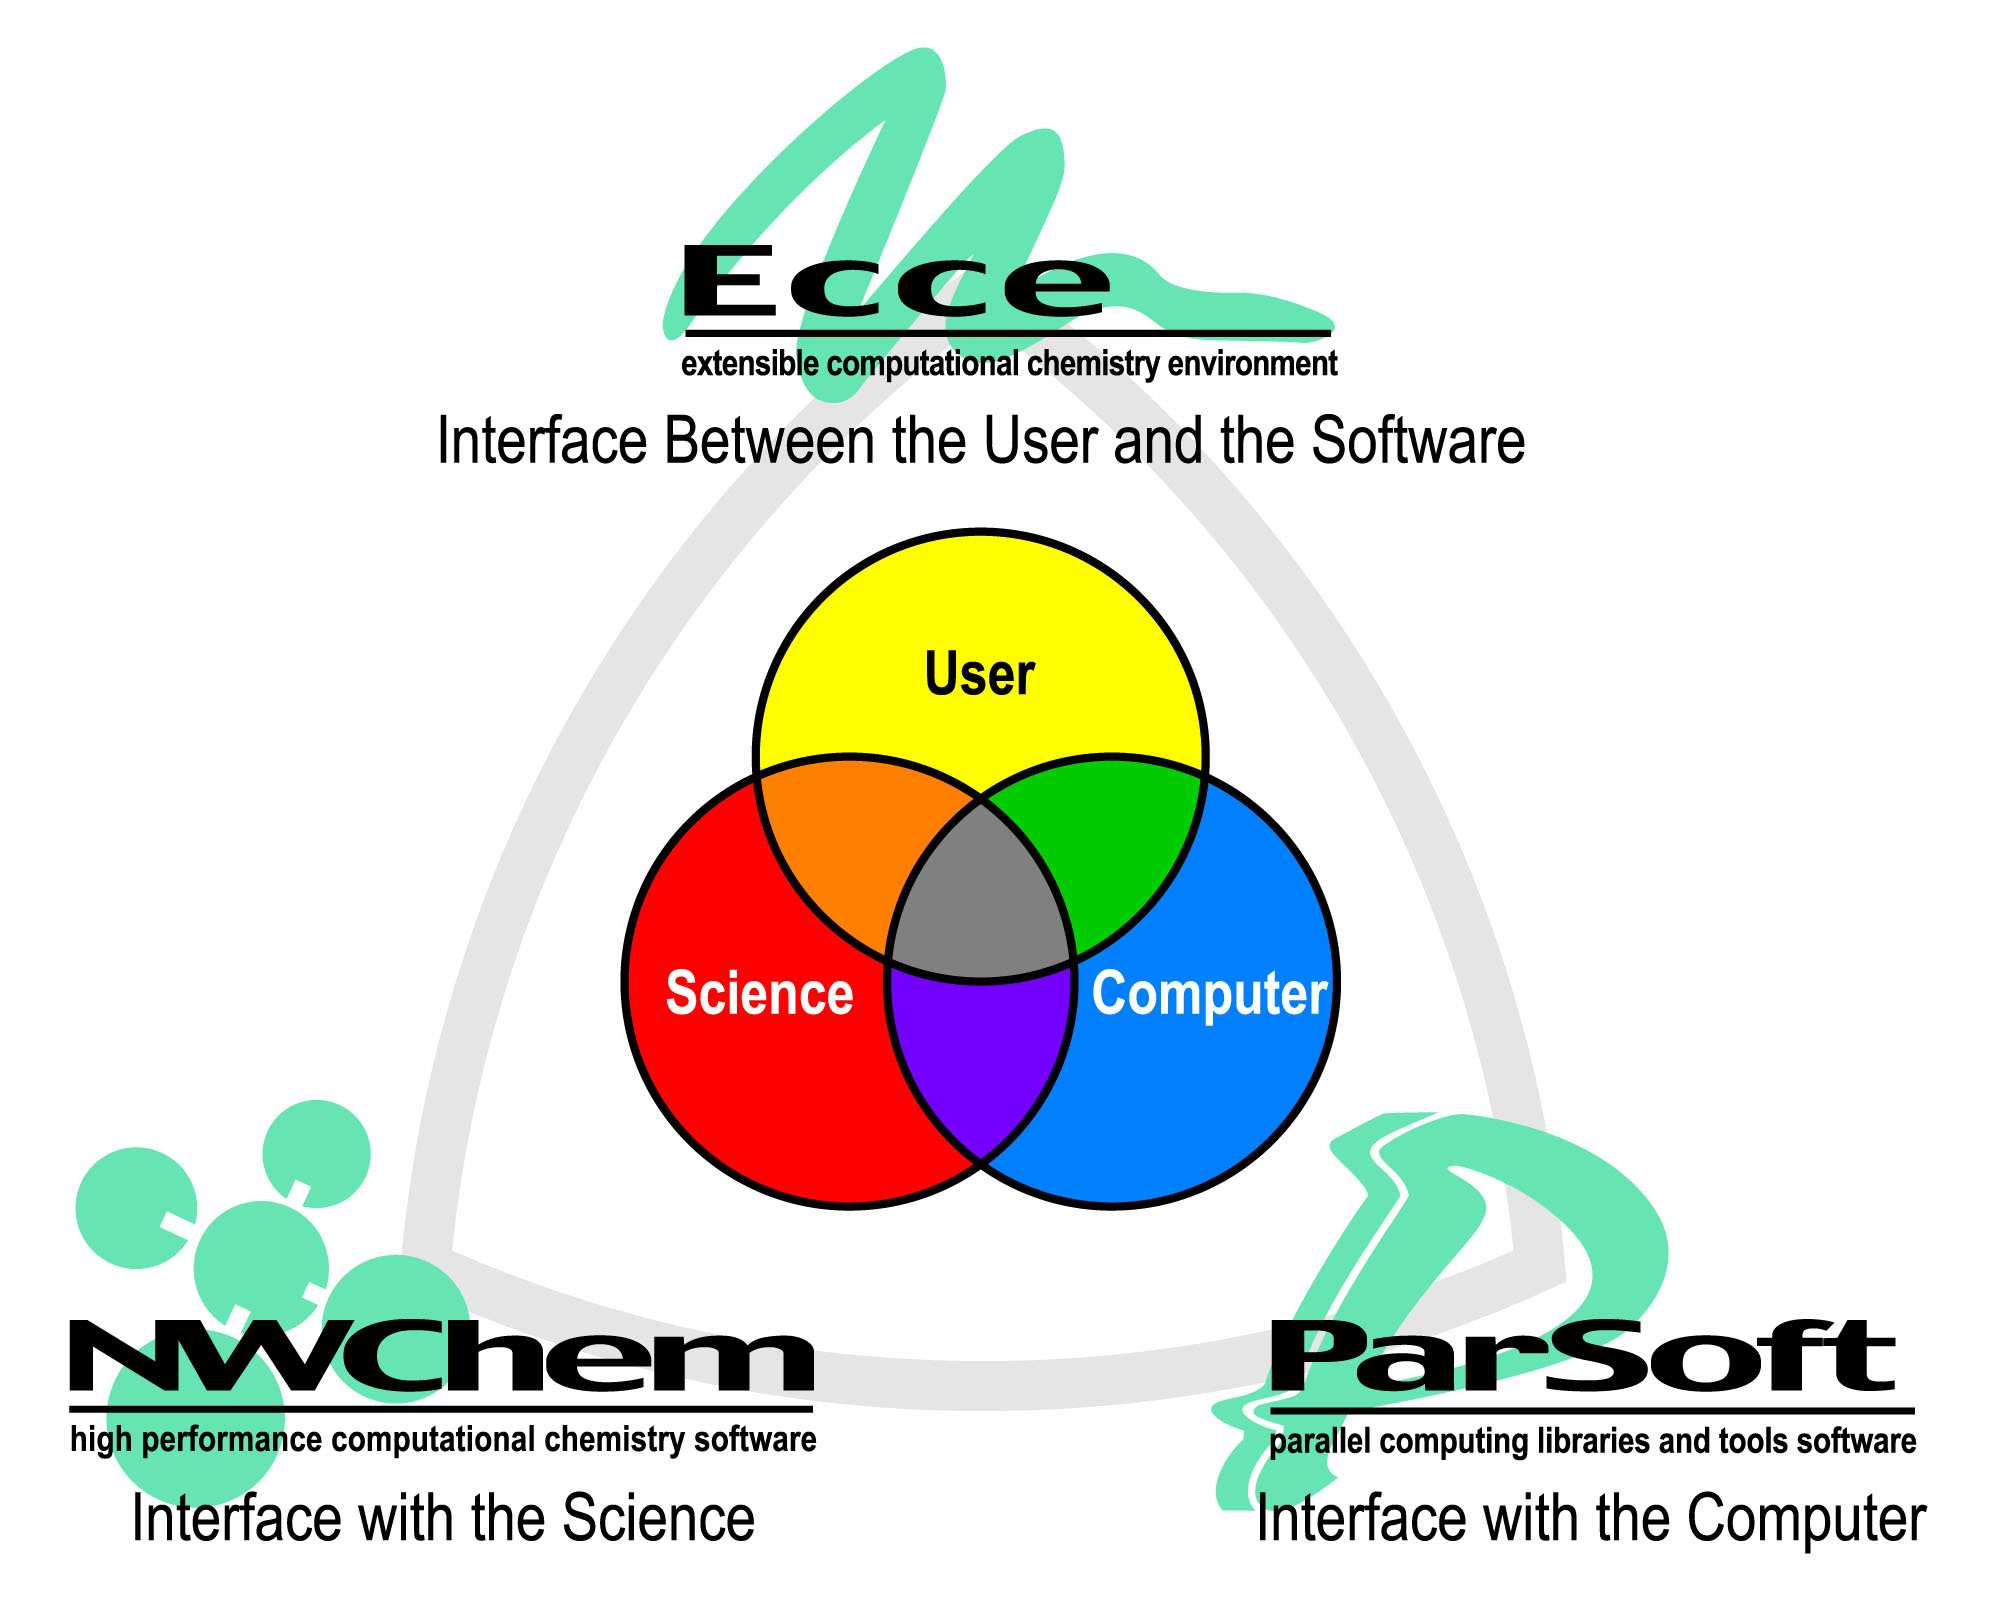 Ecce
extensible computational chemistry environment
Interface Between the User and the Software
User
Science
Computer
NWChem
high performance computational chemistry software
Interface with the Science
ParSoft
parallel computing libraries and tools software
Interface with the Computer